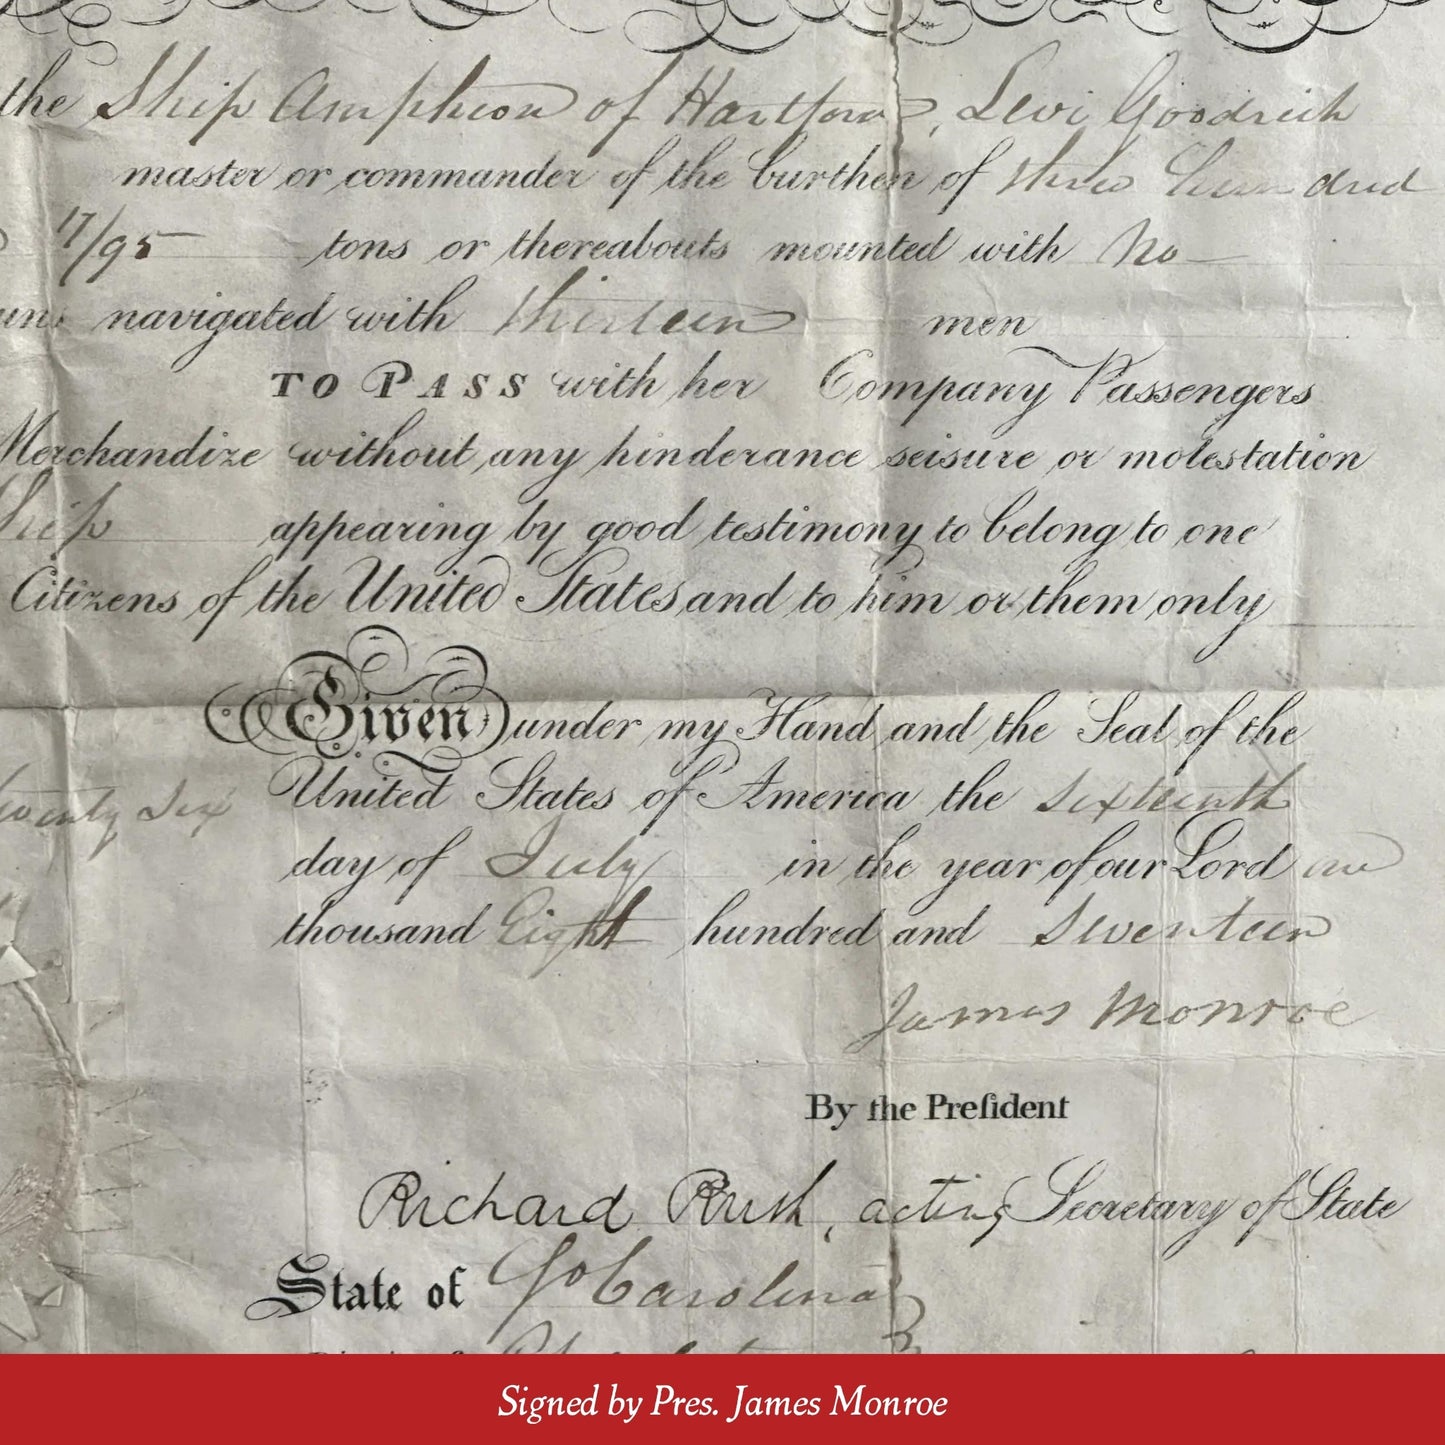 the Ship Amphion of Hartford, Levi Goodrich
master or commander of the burthen of three hundred
17/95 tons or thereabouts mounted with no
navigated with thirteen men
TO PASS with her Company Passengers
Merchandize without any hinderance seisure or molestation
Ship appearing by good testimony to belong to one
Citizens of the United States and to him or them only
Given under my Hand and the Seal of the
twenty six United States of America the sixteenth
day of July in the year of our Lord one
thousand Eight hundred and Seventeen
James Monroe
By the Preſident
Richard Rush, acting Secretary of State
State of So Carolina
Signed by Pres. James Monroe